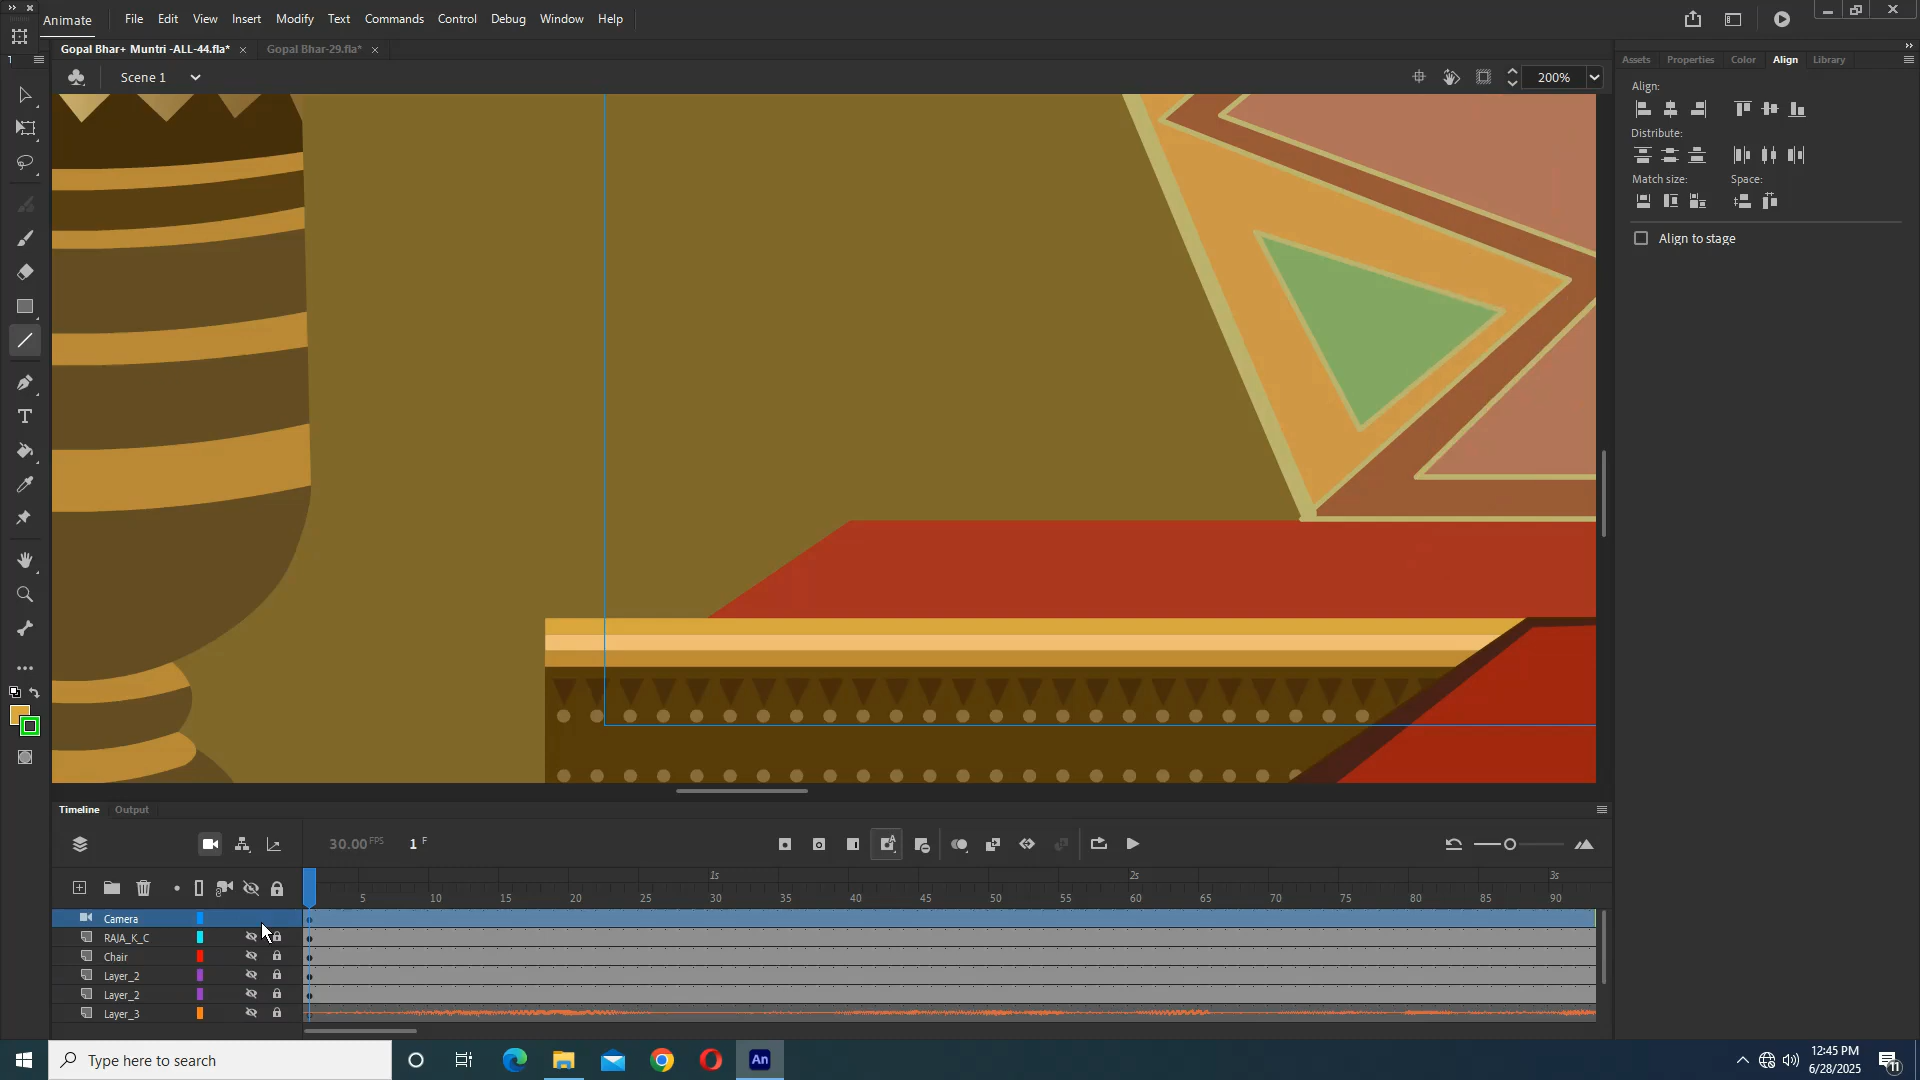 Animate File Edit View Insert Modify Text Commands Control Debug Window Help
Gopal Bhar+ Muntri -ALL-44.fla* Gopal Bhar-29.fla*
Scene 1 200%
Assets Properties Color Align Library
Align:
Distribute:
Match size: Space:
Align to stage
Timeline Output
30.00 FPS 1 F
1s 2s 3s
5 10 15 20 25 30 35 40 45 50 55 60 65 70 75 80 85 90
Camera
RAJA_K_C
Chair
Layer_2
Layer_2
Layer_3
Type here to search
An
12:45 PM
6/28/2025
11